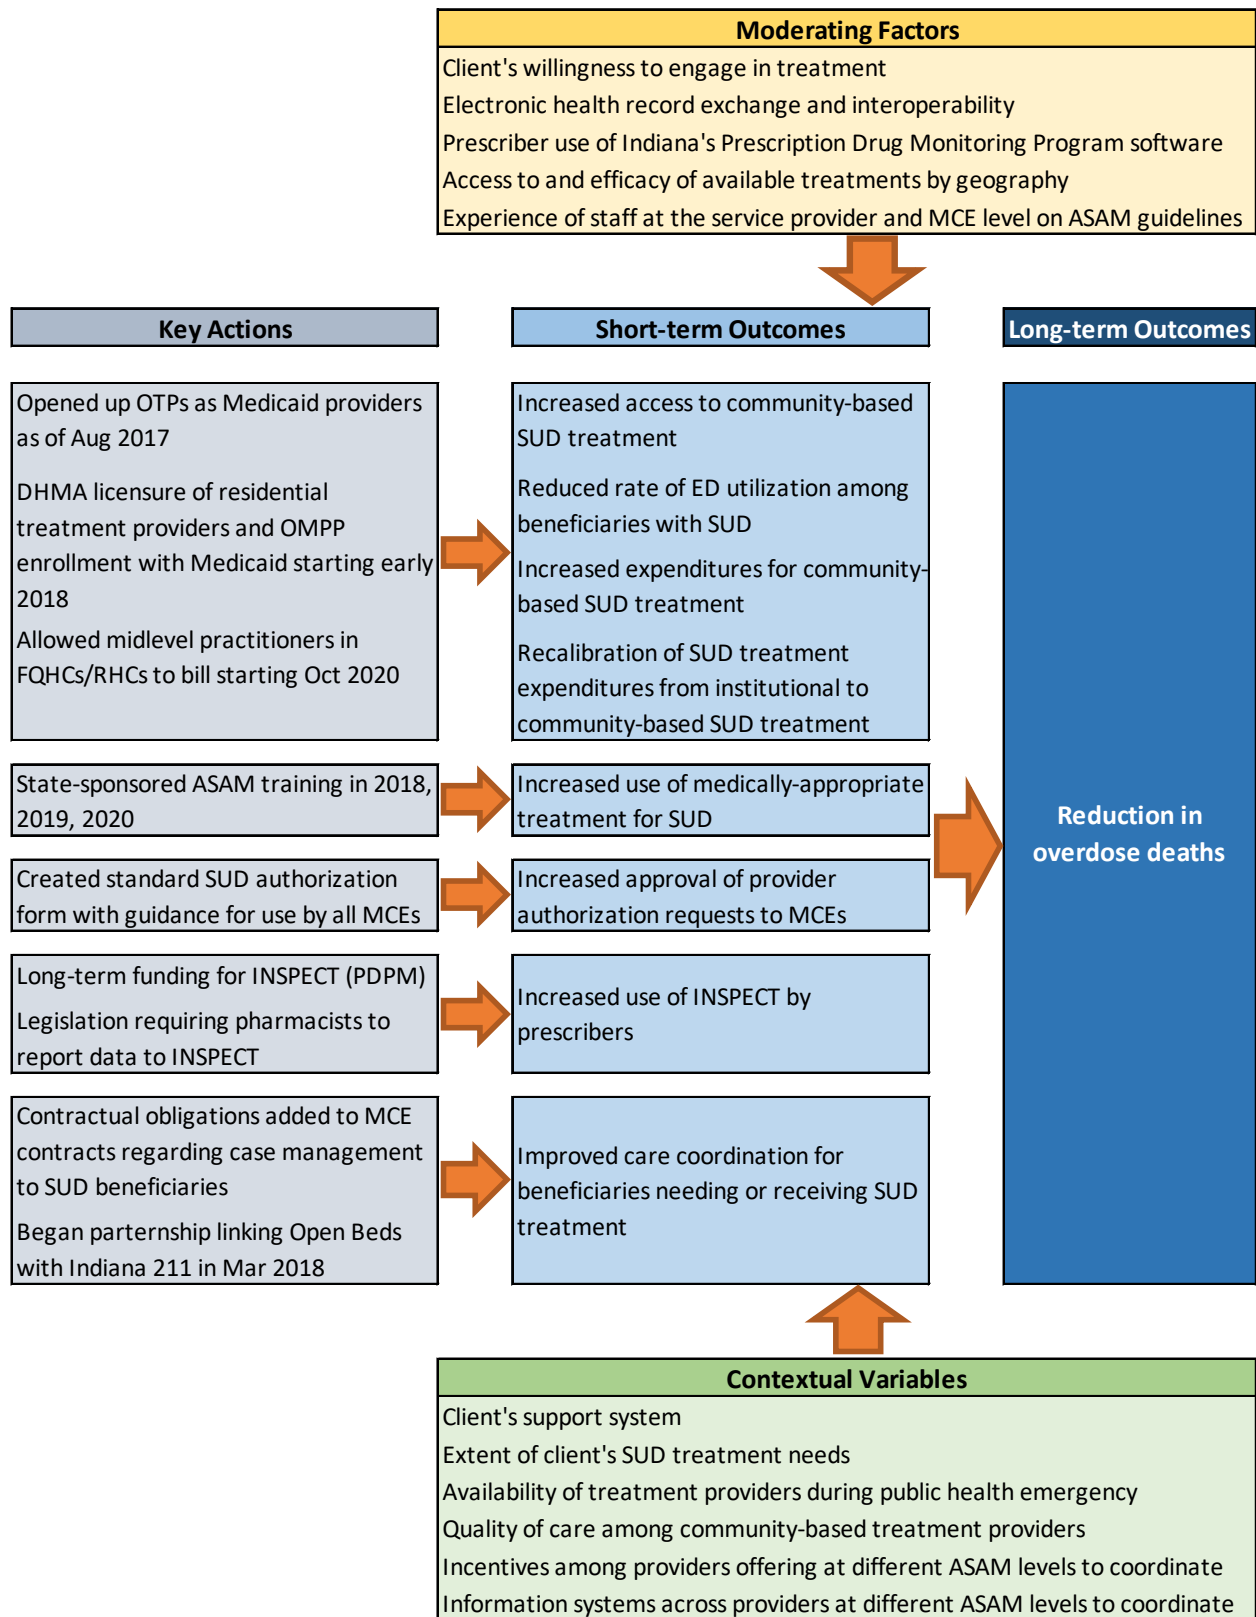 Moderating Factors
Client's willingness to engage in treatment
Electronic health record exchange and interoperability
Prescriber use of Indiana's Prescription Drug Monitoring Program software
Access to and efficacy of available treatments by geography
Experience of staff at the service provider and MCE level on ASAM guidelines
Key Actions
Short-term Outcomes
Long-term Outcomes
Opened up OTPs as Medicaid providers
as of Aug 2017
DHMA licensure of residential
treatment providers and OMPP
enrollment with Medicaid starting early
2018
Allowed midlevel practitioners in
FQHCs/RHCs to bill starting Oct 2020
Increased access to community-based
SUD treatment
Reduced rate of ED utilization among
beneficiaries with SUD
Increased expenditures for community-
based SUD treatment
Recalibration of SUD treatment
expenditures from institutional to
community-based SUD treatment
State-sponsored ASAM training in 2018,
2019, 2020
Increased use of medically-appropriate
treatment for SUD
Created standard SUD authorization
form with guidance for use by all MCEs
Increased approval of provider
authorization requests to MCEs
Long-term funding for INSPECT (PDPM)
Legislation requiring pharmacists to
report data to INSPECT
Increased use of INSPECT by
prescribers
Contractual obligations added to MCE
contracts regarding case management
to SUD beneficiaries
Began parternship linking Open Beds
with Indiana 211 in Mar 2018
Improved care coordination for
beneficiaries needing or receiving SUD
treatment
Reduction in
overdose deaths
Contextual Variables
Client's support system
Extent of client's SUD treatment needs
Availability of treatment providers during public health emergency
Quality of care among community-based treatment providers
Incentives among providers offering at different ASAM levels to coordinate
Information systems across providers at different ASAM levels to coordinate